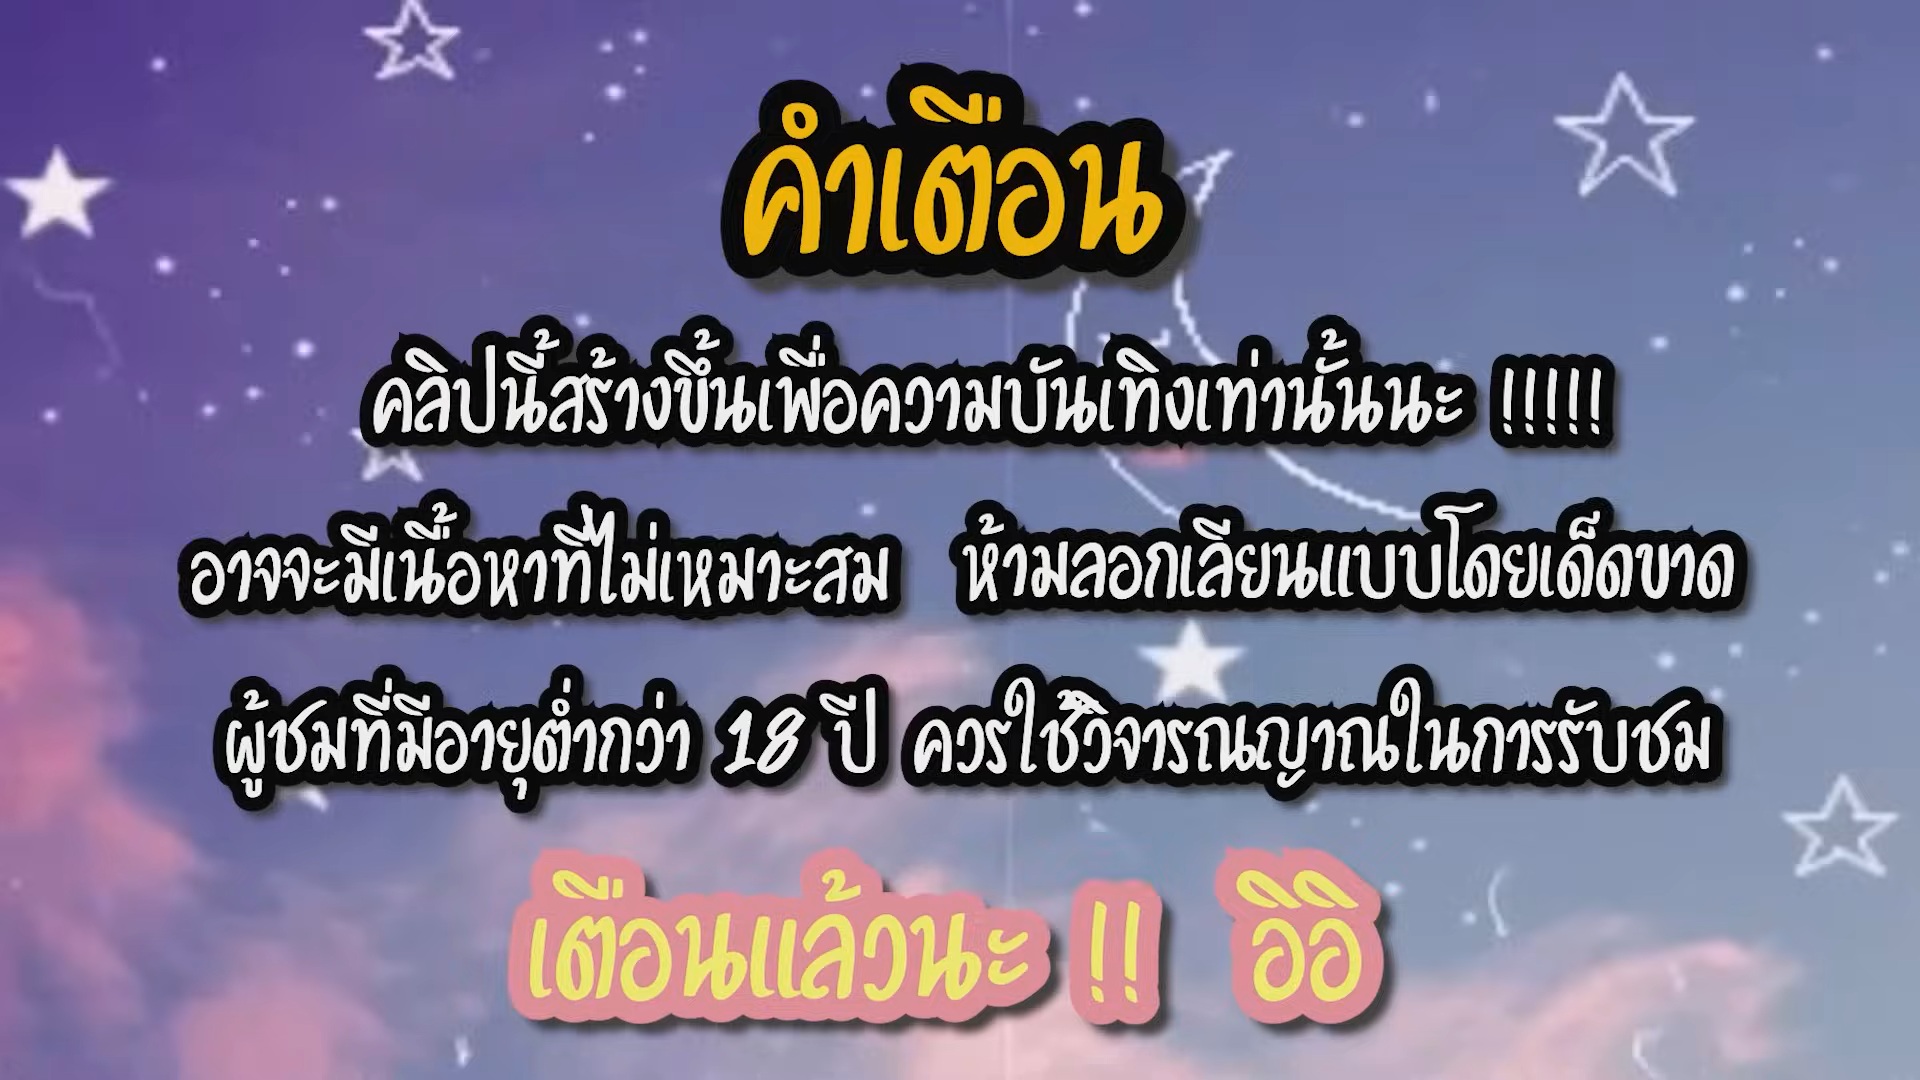 คำเตือน
คลิปนี้สร้างขึ้นเพื่อความบันเทิงเท่านั้นนะ !!!!!
อาจจะมีเนื้อหาที่ไม่เหมาะสม ห้ามลอกเลียนแบบโดยเด็ดขาด
ผู้ชมที่มีอายุต่ำกว่า 18 ปี ควรใช้วิจารณญาณในการรับชม
เตือนแล้วนะ !! อิอิ